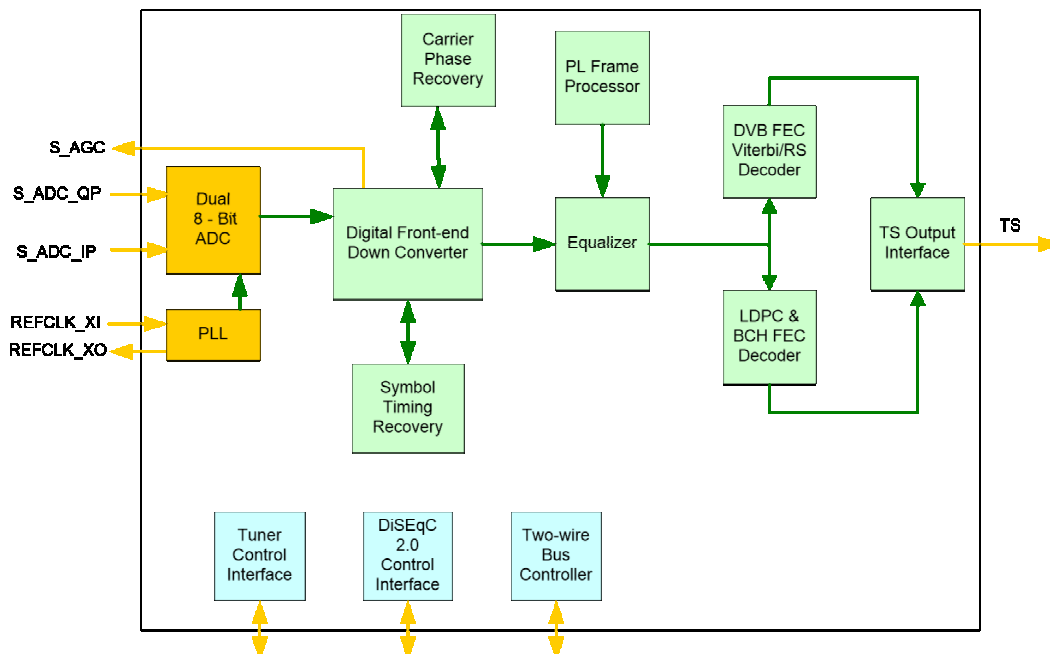 Carrier
Phase
Recovery
PL Frame
Processor
S_AGC
S_ADC_QP
S_ADC_IP
Dual
8 - Bit
ADC
Digital Front-end
Down Converter
Equalizer
DVB FEC
Viterbi/RS
Decoder
TS Output
Interface
TS
REFCLK_XI
REFCLK_XO
PLL
LDPC &
BCH FEC
Decoder
Symbol
Timing
Recovery
Tuner
Control
Interface
DiSEqC
2.0
Control
Interface
Two-wire
Bus
Controller